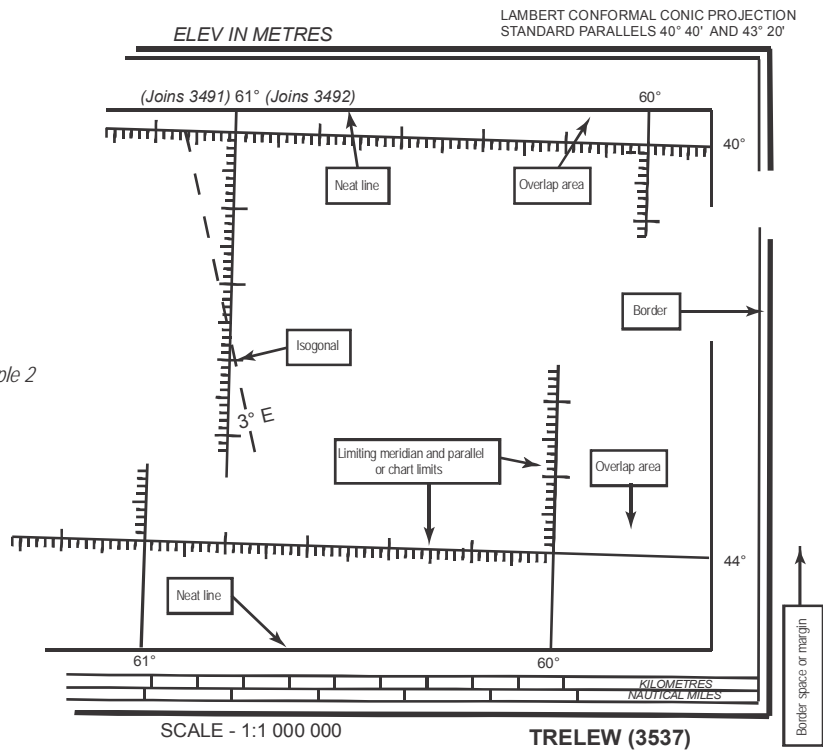 ELEV IN METRES
LAMBERT CONFORMAL CONIC PROJECTION
STANDARD PARALLELS 40° 40' AND 43° 20'
(Joins 3491) 61° (Joins 3492)
60°
40°
Neat line
Overlap area
Border
Isogonal
ple 2
3° E
Limiting meridian and parallel
or chart limits
Overlap area
44°
Neat line
61°
60°
KILOMETRES
NAUTICAL MILES
Border space or margin
SCALE - 1:1 000 000
TRELEW (3537)